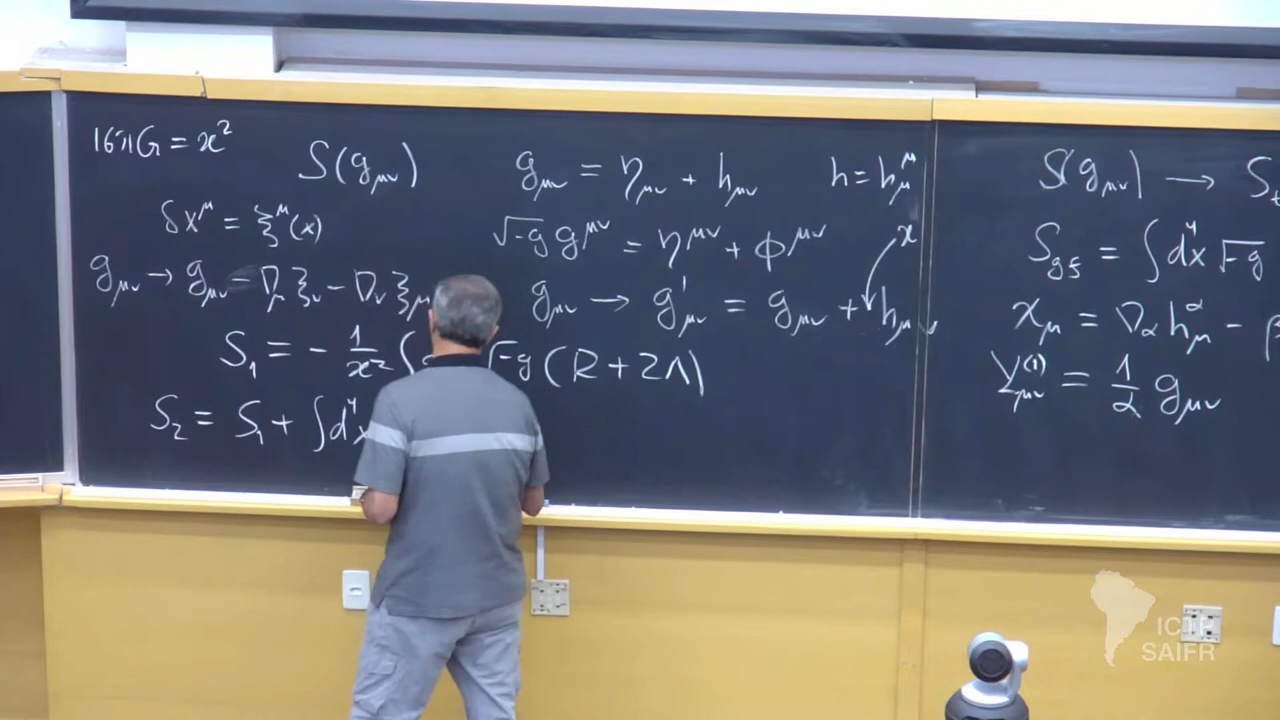 16πG = ϰ²
S(g_μν)
g_μν = η_μν + h_μν
h = h^μ_μ
δx^μ = ξ^μ(x)
√-g g^μν = η^μν + φ^μν
ϰ
g_μν → g_μν - ∇_μ ξ_ν - ∇_ν ξ_μ
g_μν → g'_μν = g_μν + h_μν
S_1 = - 1/ϰ² ∫ √-g (R + 2Λ)
S_2 = S_1 + ∫d⁴x
S(g_μν) → S
S_gf = ∫d⁴x √-g
χ_μ = ∇_α h^α_μ - β
Y^(1)_μν = 1/α g_μν
ICTP
SAIFR